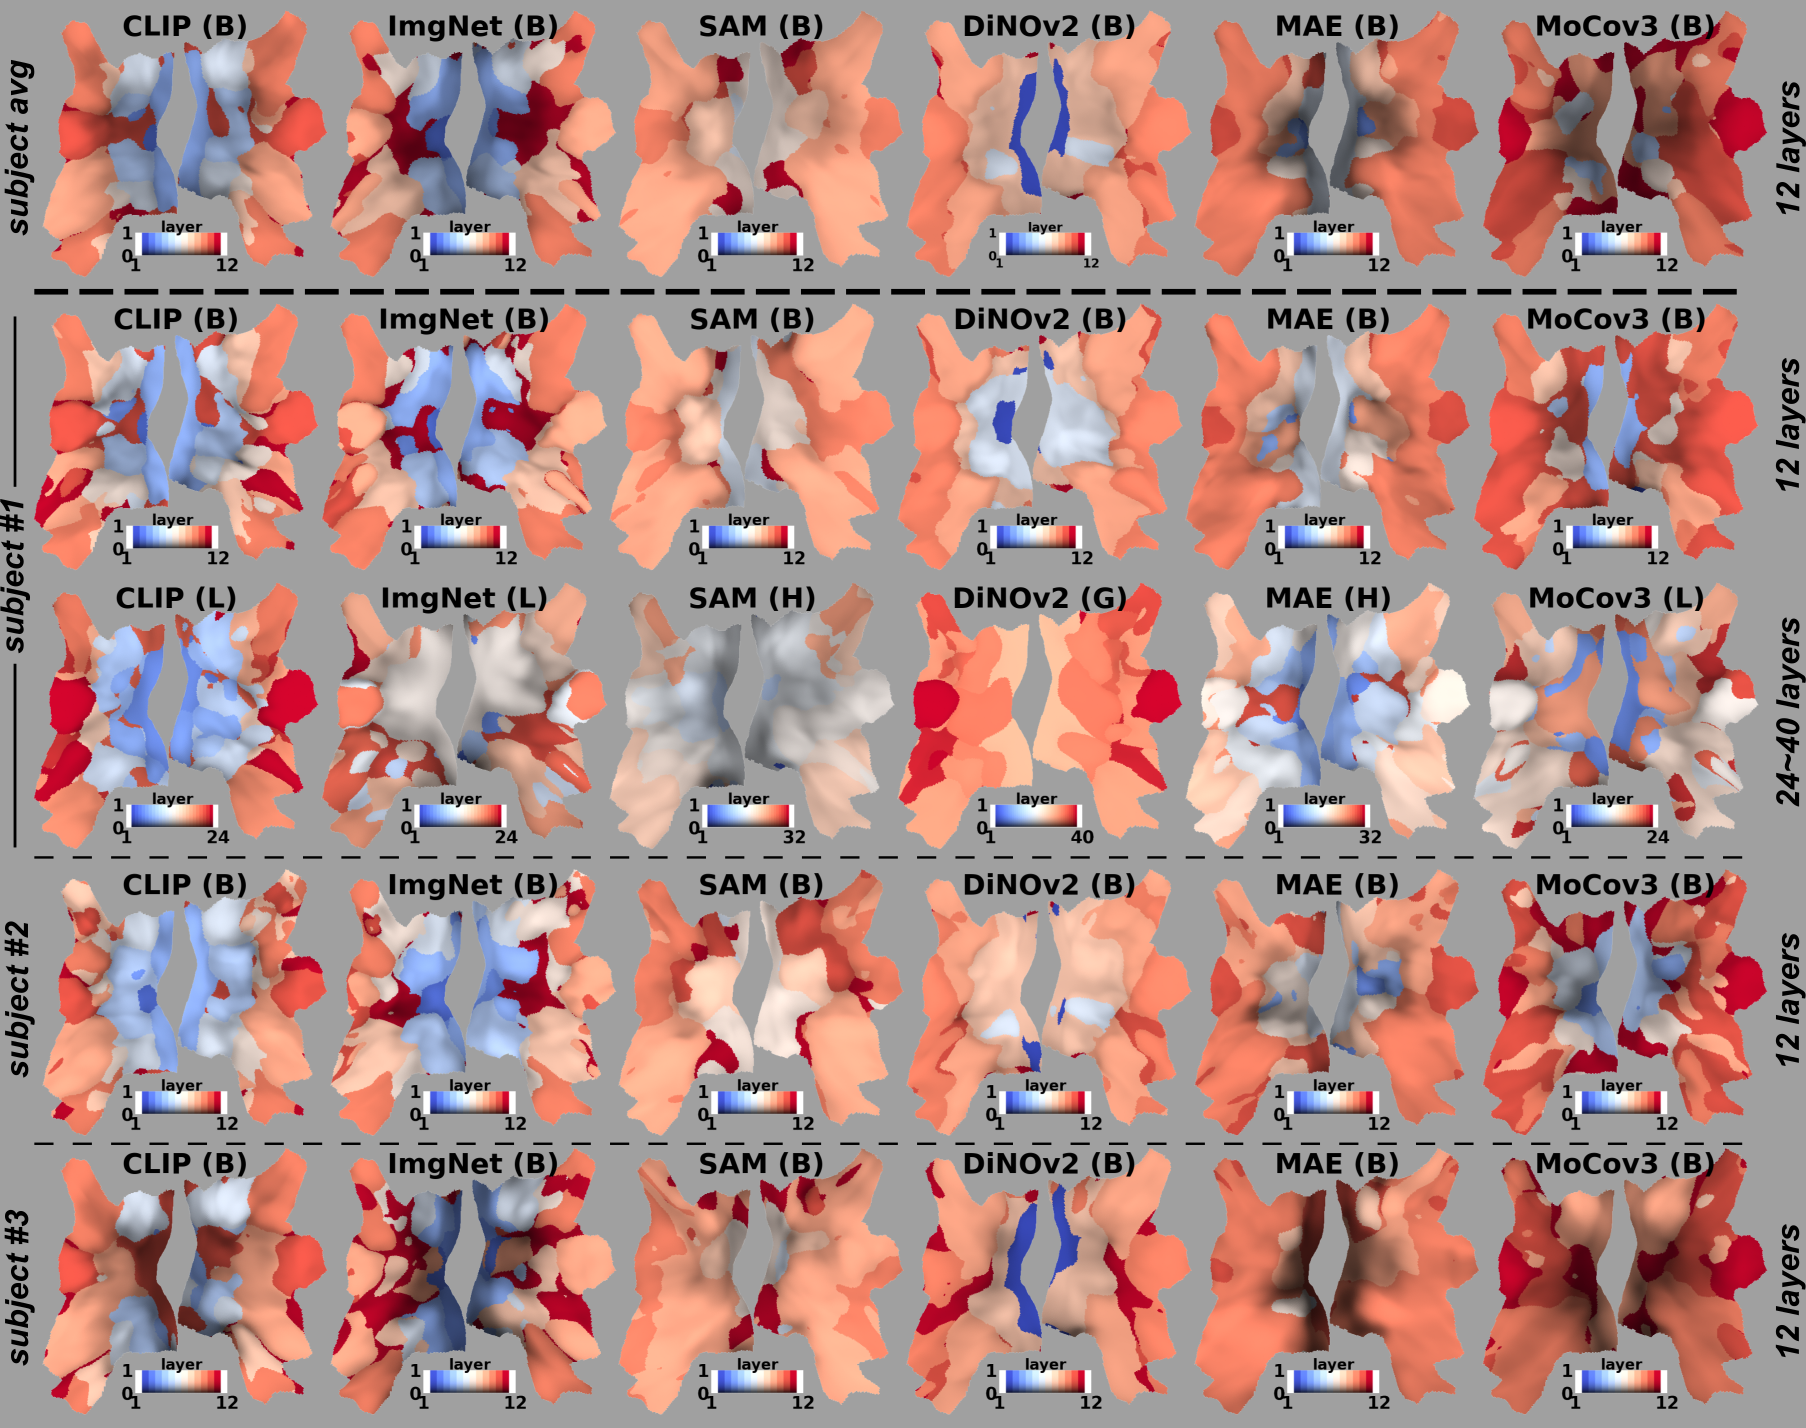 subject avg
CLIP (B) ImgNet (B) SAM (B) DiNOv2 (B) MAE (B) MoCov3 (B)
12 layers
layer layer layer layer layer layer
1 1 1 1 1 1
0 0 0 0 0 0
1 12 1 12 1 12 1 12 1 12 1 12
subject #1
CLIP (B) ImgNet (B) SAM (B) DiNOv2 (B) MAE (B) MoCov3 (B)
12 layers
layer layer layer layer layer layer
1 1 1 1 1 1
0 0 0 0 0 0
1 12 1 12 1 12 1 12 1 12 1 12
CLIP (L) ImgNet (L) SAM (H) DiNOv2 (G) MAE (H) MoCov3 (L)
24~40 layers
layer layer layer layer layer layer
1 1 1 1 1 1
0 0 0 0 0 0
1 24 1 24 1 32 1 40 1 32 1 24
subject #2
CLIP (B) ImgNet (B) SAM (B) DiNOv2 (B) MAE (B) MoCov3 (B)
12 layers
layer layer layer layer layer layer
1 1 1 1 1 1
0 0 0 0 0 0
1 12 1 12 1 12 1 12 1 12 1 12
subject #3
CLIP (B) ImgNet (B) SAM (B) DiNOv2 (B) MAE (B) MoCov3 (B)
12 layers
layer layer layer layer layer layer
1 1 1 1 1 1
0 0 0 0 0 0
1 12 1 12 1 12 1 12 1 12 1 12